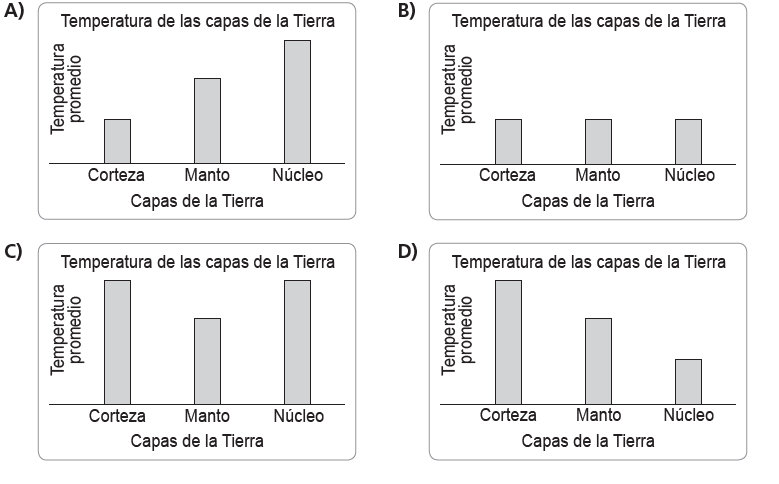 A)
Temperatura de las capas de la Tierra
Temperatura
promedio
Corteza Manto Núcleo
Capas de la Tierra
B)
Temperatura de las capas de la Tierra
Temperatura
promedio
Corteza Manto Núcleo
Capas de la Tierra
C)
Temperatura de las capas de la Tierra
Temperatura
promedio
Corteza Manto Núcleo
Capas de la Tierra
D)
Temperatura de las capas de la Tierra
Temperatura
promedio
Corteza Manto Núcleo
Capas de la Tierra